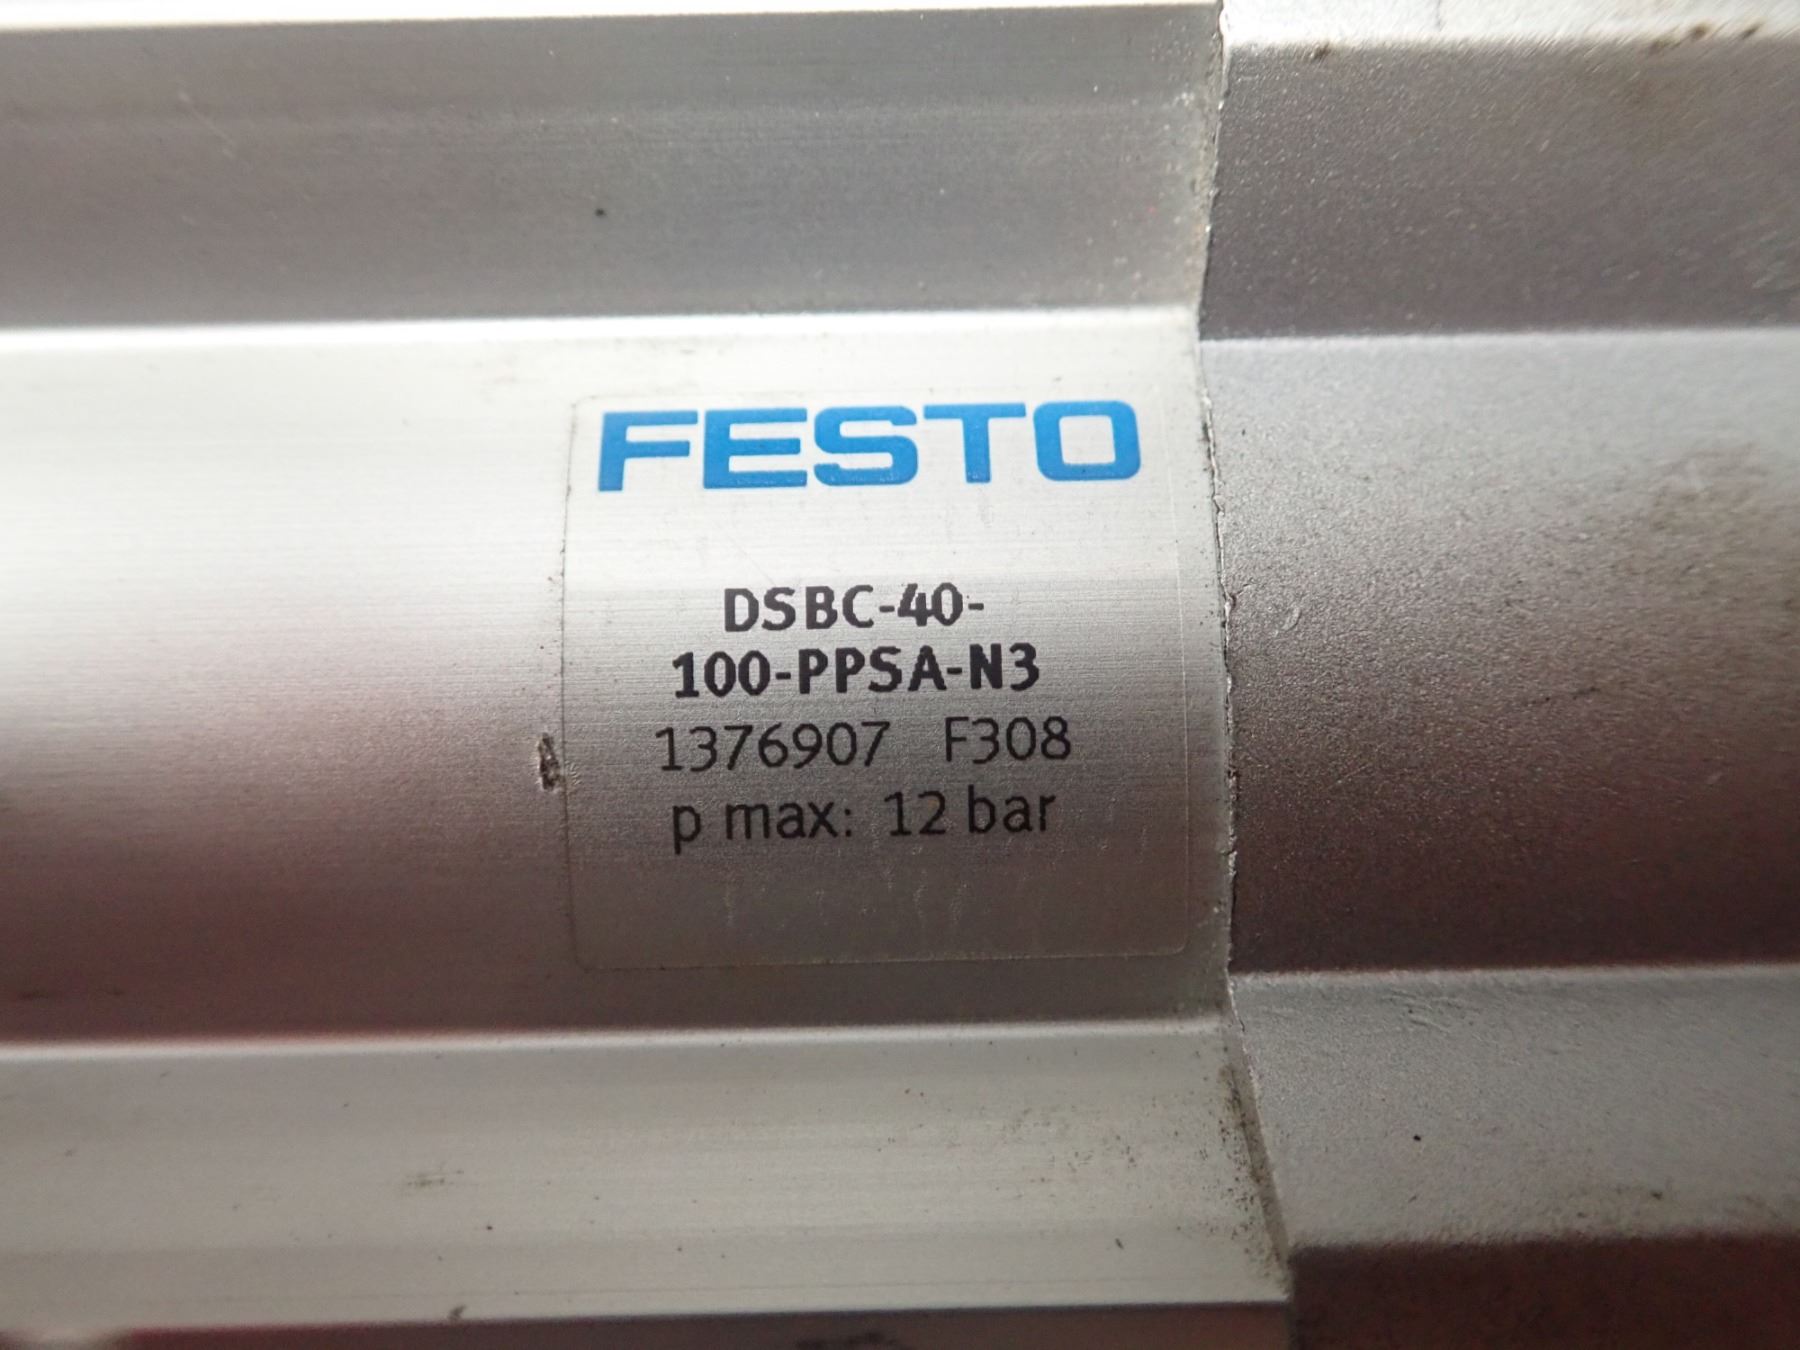 FESTO
DSBC-40-
100-PPSA-N3
1376907 F308
p max: 12 bar